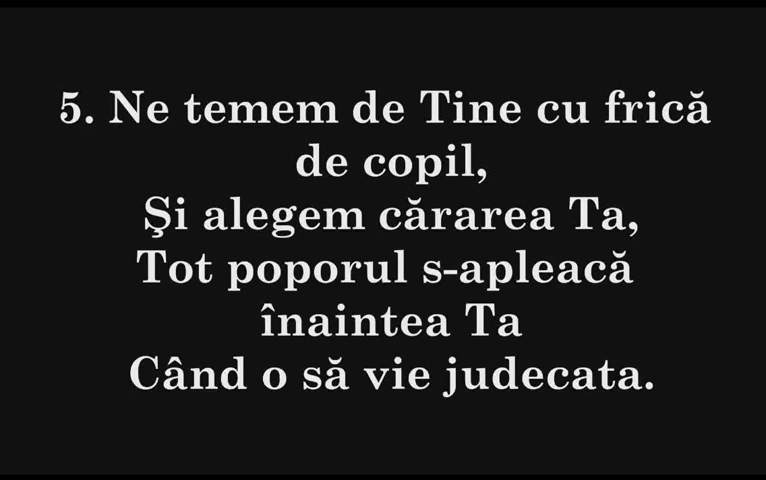 5. Ne temem de Tine cu frică
de copil,
Şi alegem cărarea Ta,
Tot poporul s-apleacă
înaintea Ta
Când o să vie judecata.